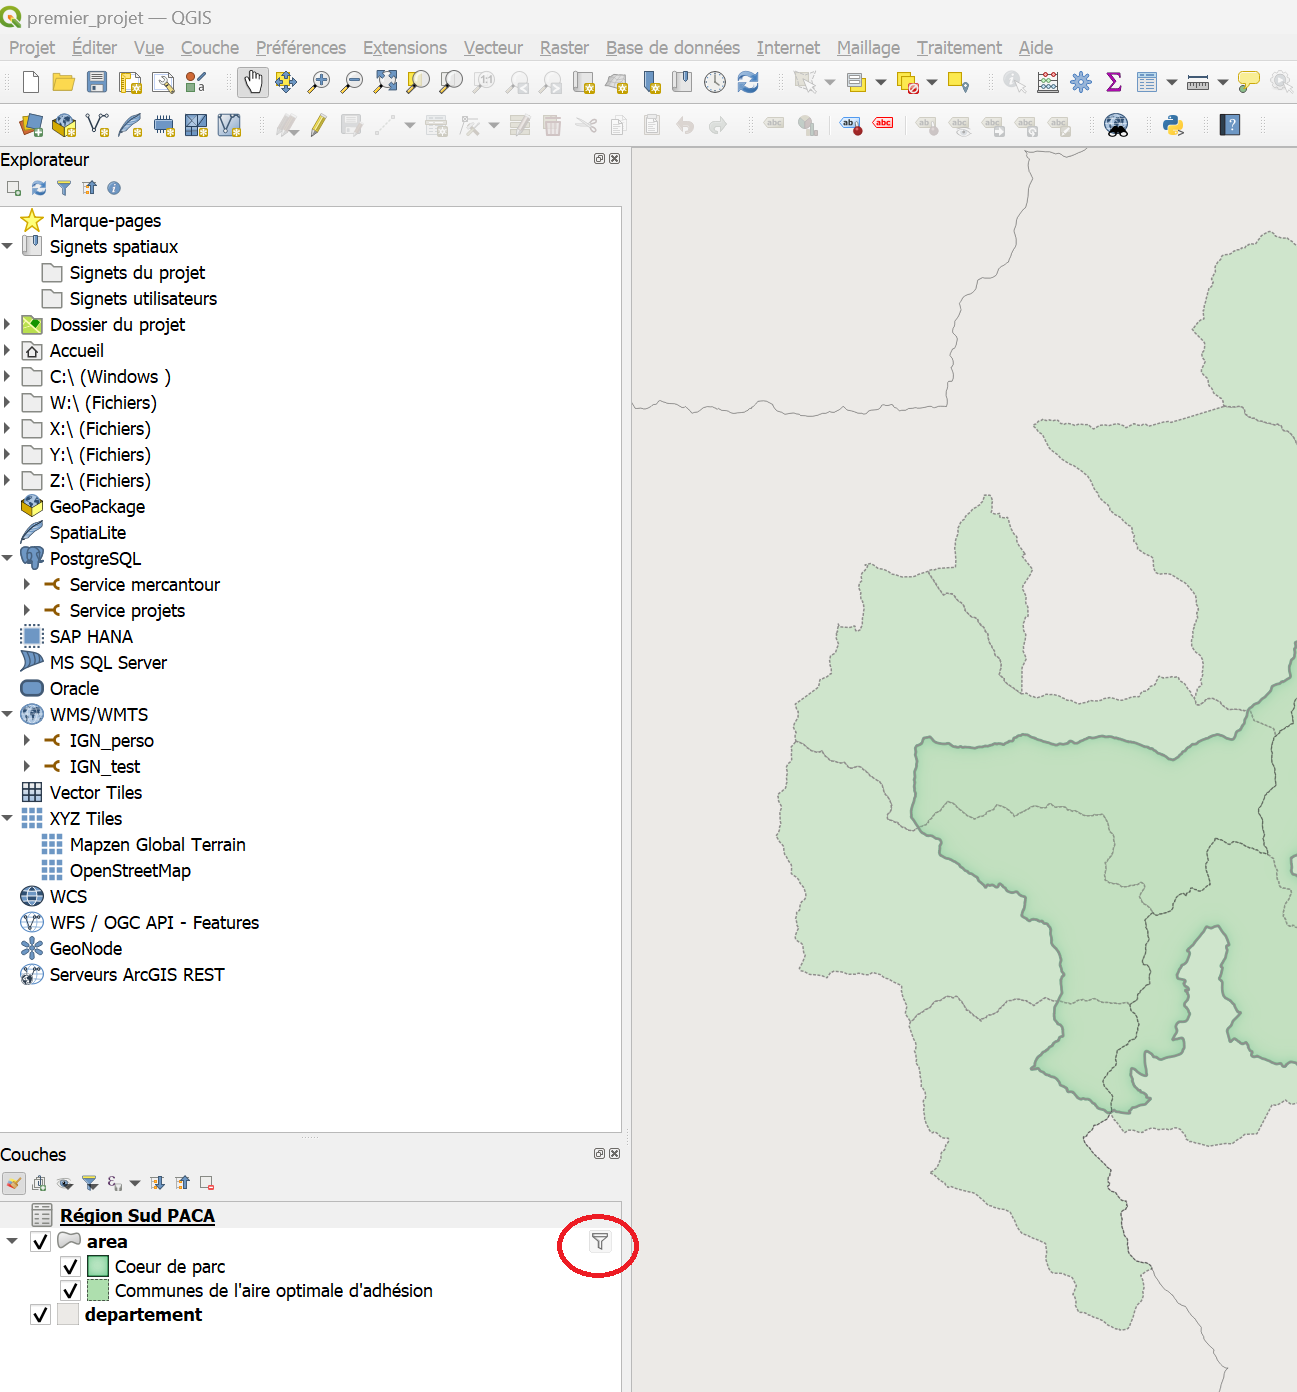 premier_projet — QGIS
Projet Éditer Vue Couche Préférences Extensions Vecteur Raster Base de données Internet Maillage Traitement Aide
Explorateur
Marque-pages
Signets spatiaux
Signets du projet
Signets utilisateurs
Dossier du projet
Accueil
C:\ (Windows )
W:\ (Fichiers)
X:\ (Fichiers)
Y:\ (Fichiers)
Z:\ (Fichiers)
GeoPackage
SpatiaLite
PostgreSQL
Service mercantour
Service projets
SAP HANA
MS SQL Server
Oracle
WMS/WMTS
IGN_perso
IGN_test
Vector Tiles
XYZ Tiles
Mapzen Global Terrain
OpenStreetMap
WCS
WFS / OGC API - Features
GeoNode
Serveurs ArcGIS REST
Couches
Région Sud PACA
area
Coeur de parc
Communes de l'aire optimale d'adhésion
departement